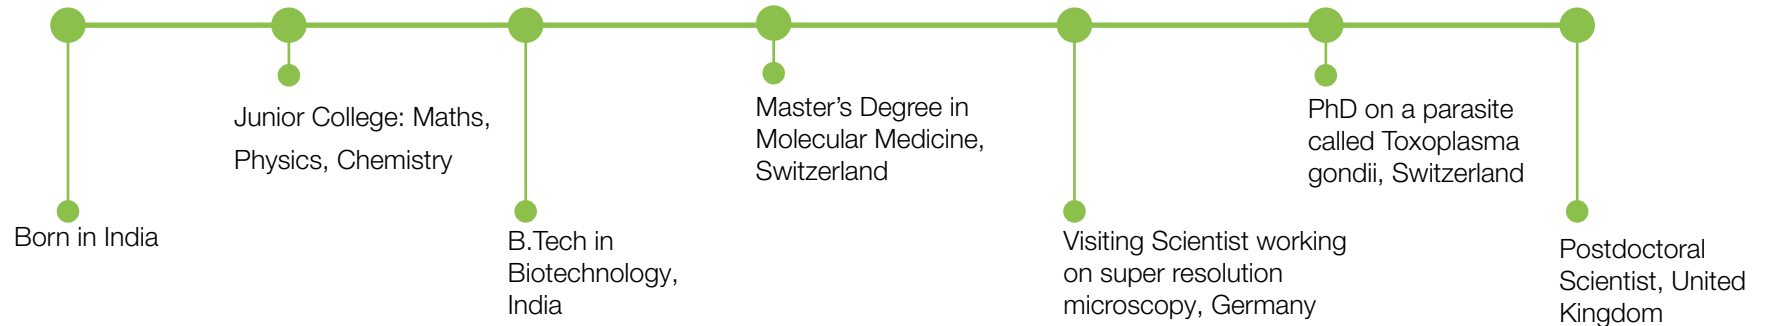 Born in India
Junior College: Maths,
Physics, Chemistry
B.Tech in
Biotechnology,
India
Master’s Degree in
Molecular Medicine,
Switzerland
Visiting Scientist working
on super resolution
microscopy, Germany
PhD on a parasite
called Toxoplasma
gondii, Switzerland
Postdoctoral
Scientist, United
Kingdom